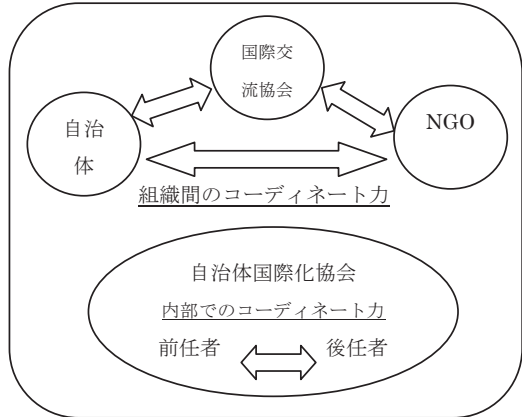 国際交
流協会
自治
体
NGO
組織間のコーディネート力
自治体国際化協会
内部でのコーディネート力
前任者 後任者